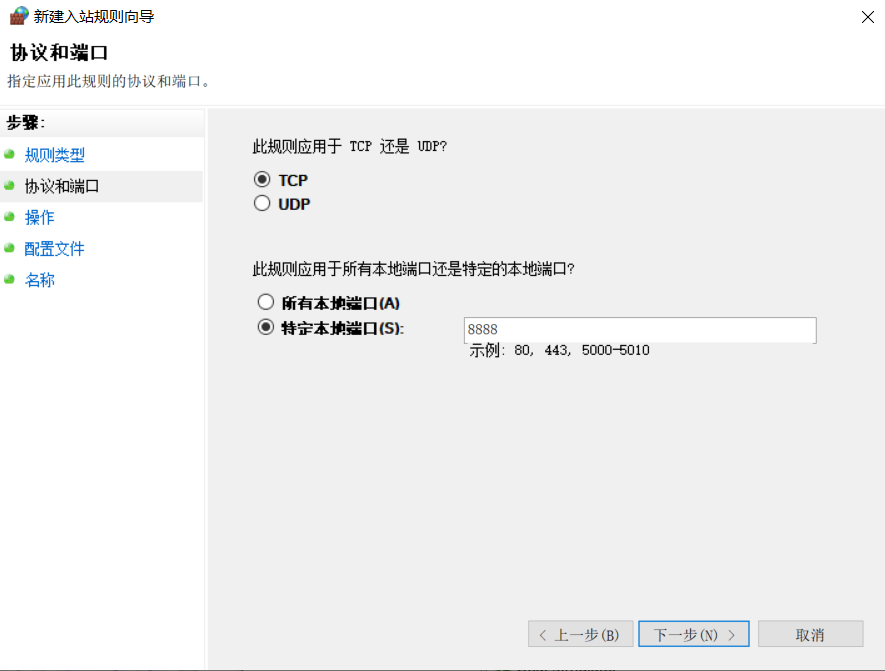 新建入站规则向导
协议和端口
指定应用此规则的协议和端口。
步骤:
规则类型
协议和端口
操作
配置文件
名称
此规则应用于 TCP 还是 UDP?
TCP
UDP
此规则应用于所有本地端口还是特定的本地端口?
所有本地端口(A)
特定本地端口(S):
8888
示例: 80, 443, 5000-5010
< 上一步(B)
下一步(N) >
取消